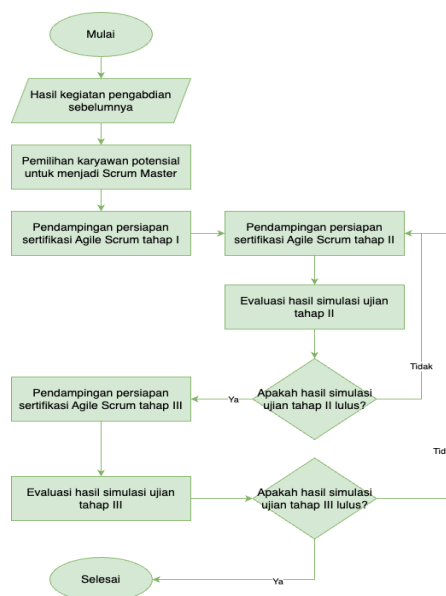 Mulai
Hasil kegiatan pengabdian
sebelumnya
Pemilihan karyawan potensial
untuk menjadi Scrum Master
Pendampingan persiapan
sertifikasi Agile Scrum tahap I
Pendampingan persiapan
sertifikasi Agile Scrum tahap II
Evaluasi hasil simulasi ujian
tahap II
Apakah hasil simulasi
ujian tahap II lulus?
Tidak
Ya
Pendampingan persiapan
sertifikasi Agile Scrum tahap III
Evaluasi hasil simulasi ujian
tahap III
Apakah hasil simulasi
ujian tahap III lulus?
Tid
Ya
Selesai